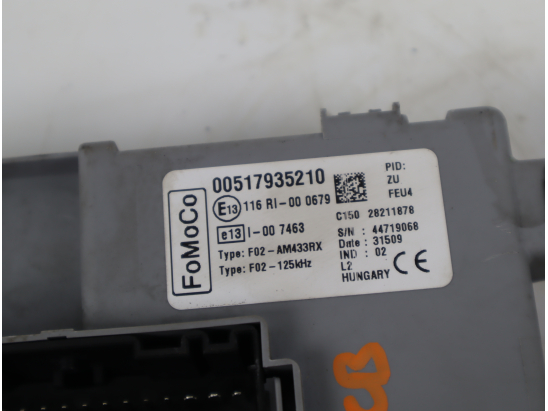 FoMoCo
00517935210
E13 116 RI-00 0679
e13 I-00 7463
Type: F02-AM433RX
Type: F02-125kHz
PID:
ZU
FEU4
C150 28211878
S/N : 44719068
Date : 31509
IND : 02
L2
HUNGARY CE